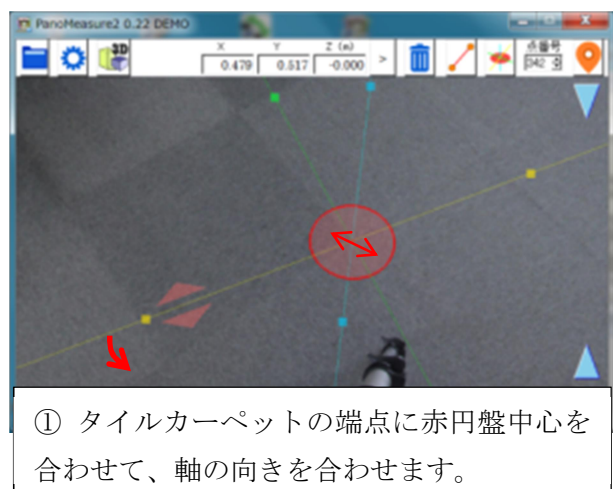 PanoMeasure2 0.22 DEMO
3D
X Y Z (m)
0.479 0.517 -0.000 >
点番号
342
① タイルカーペットの端点に赤円盤中心を
合わせて、軸の向きを合わせます。